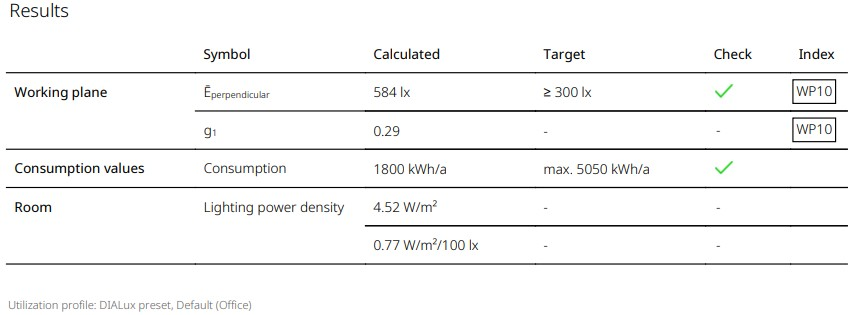 Results
Symbol Calculated Target Check Index
Working plane Ēperpendicular 584 lx ≥ 300 lx WP10
g1 0.29 - - WP10
Consumption values Consumption 1800 kWh/a max. 5050 kWh/a
Room Lighting power density 4.52 W/m² - -
0.77 W/m²/100 lx - -
Utilization profile: DIALux preset, Default (Office)